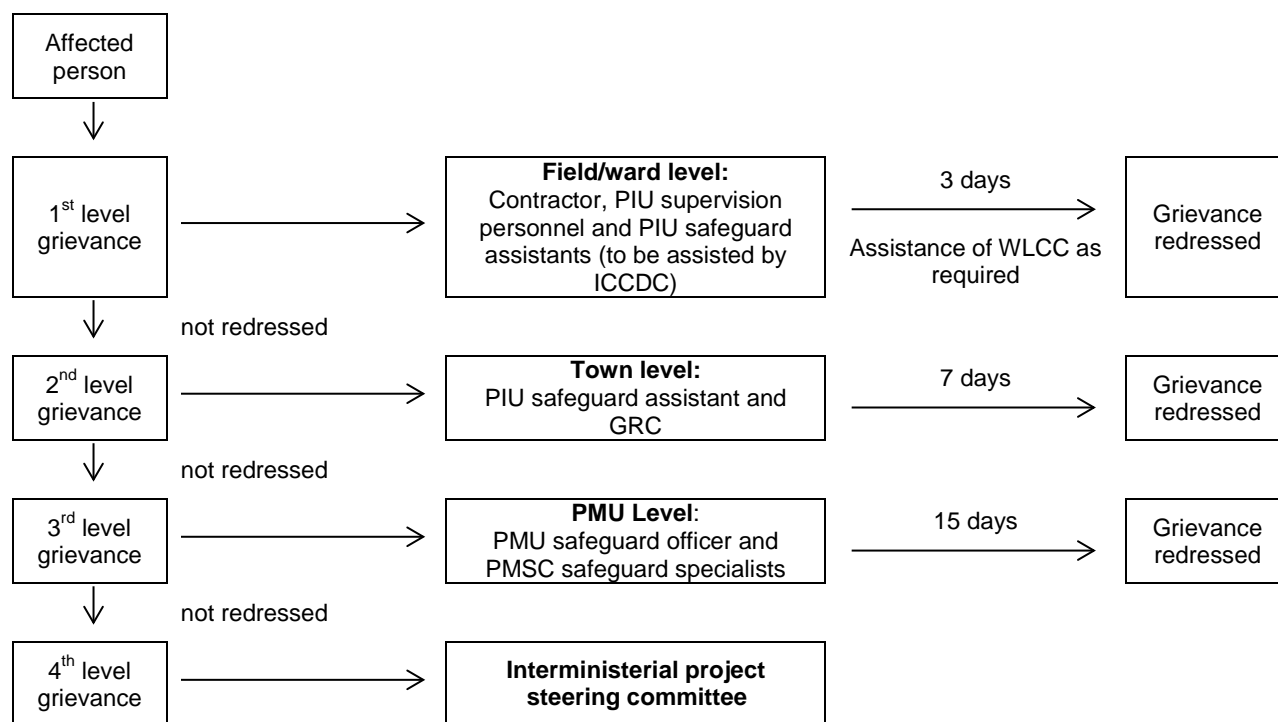 Affected
person
1st level
grievance
Field/ward level:
Contractor, PIU supervision
personnel and PIU safeguard
assistants (to be assisted by
ICCDC)
3 days
Assistance of WLCC as
required
Grievance
redressed
not redressed
2nd level
grievance
Town level:
PIU safeguard assistant and
GRC
7 days
Grievance
redressed
not redressed
3rd level
grievance
PMU Level:
PMU safeguard officer and
PMSC safeguard specialists
15 days
Grievance
redressed
not redressed
4th level
grievance
Interministerial project
steering committee